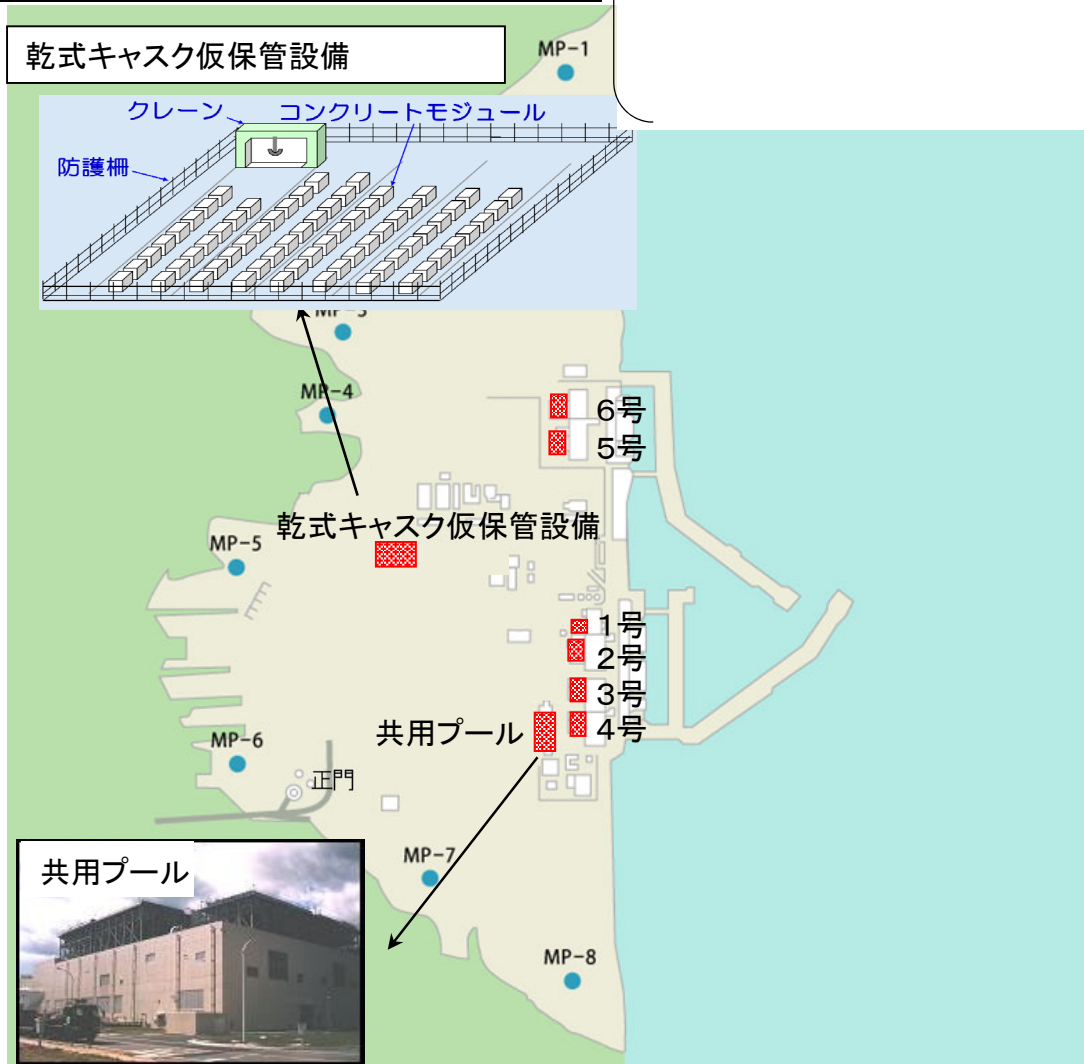 乾式キャスク仮保管設備
MP-1
クレーン
コンクリートモジュール
防護柵
MP-3
MP-4
6号
5号
乾式キャスク仮保管設備
MP-5
1号
2号
3号
共用プール
4号
MP-6
正門
共用プール
MP-7
MP-8